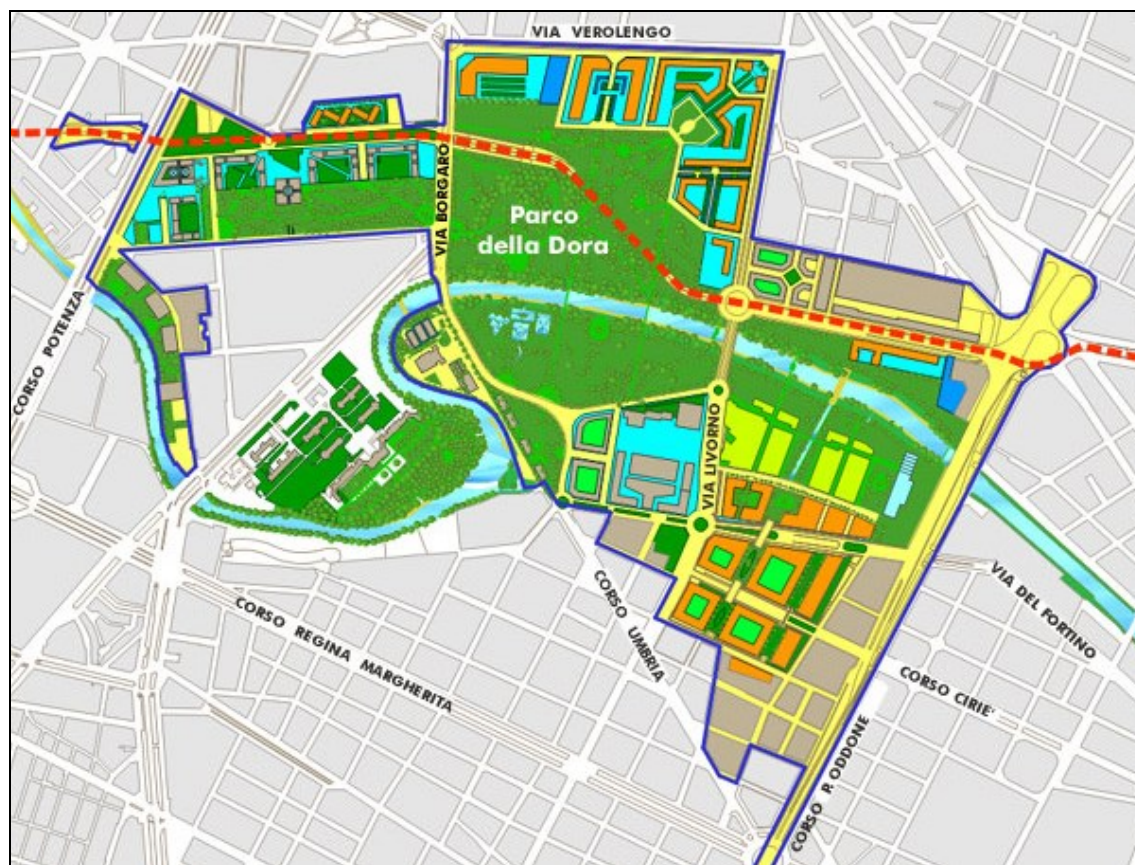 VIA VEROLENGO
VIA BORGARO
Parco
della Dora
CORSO POTENZA
VIA LIVORNO
VIA DEL FORTINO
CORSO UMBRIA
CORSO REGINA MARGHERITA
CORSO CIRIE'
CORSO P. ODDONE